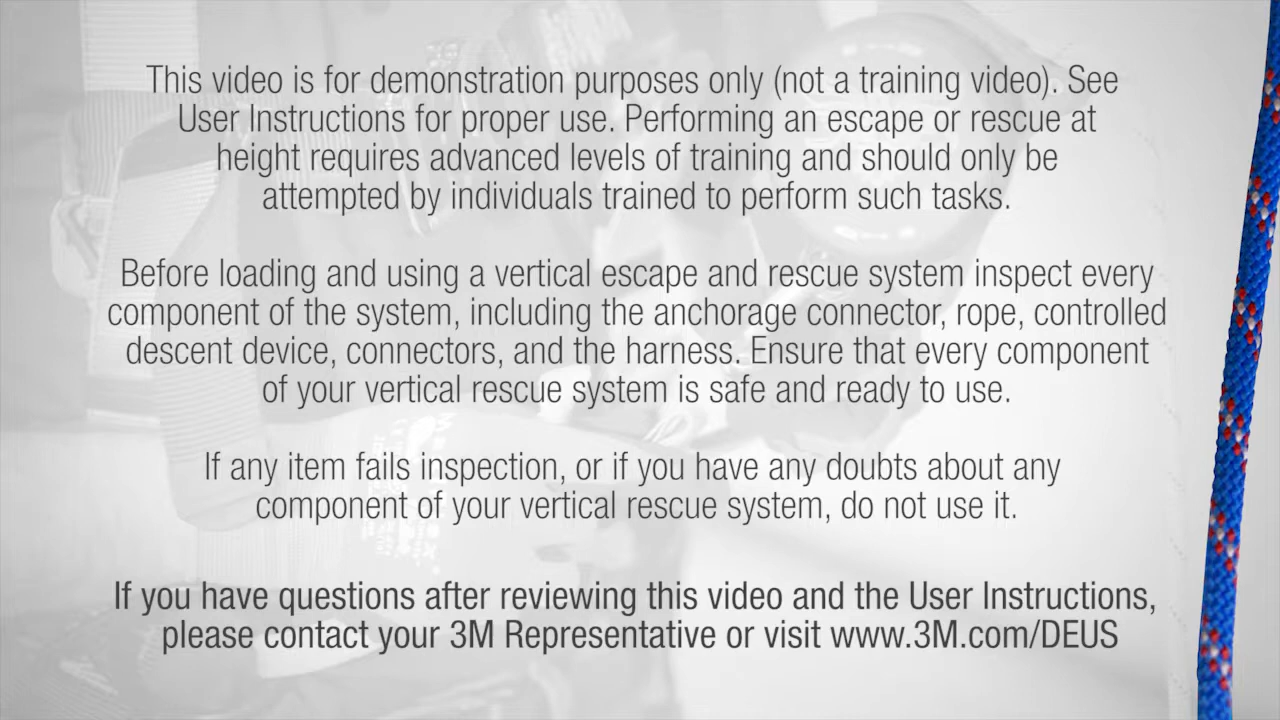 This video is for demonstration purposes only (not a training video). See
User Instructions for proper use. Performing an escape or rescue at
height requires advanced levels of training and should only be
attempted by individuals trained to perform such tasks.
Before loading and using a vertical escape and rescue system inspect every
component of the system, including the anchorage connector, rope, controlled
descent device, connectors, and the harness. Ensure that every component
of your vertical rescue system is safe and ready to use.
If any item fails inspection, or if you have any doubts about any
component of your vertical rescue system, do not use it.
If you have questions after reviewing this video and the User Instructions,
please contact your 3M Representative or visit www.3M.com/DEUS